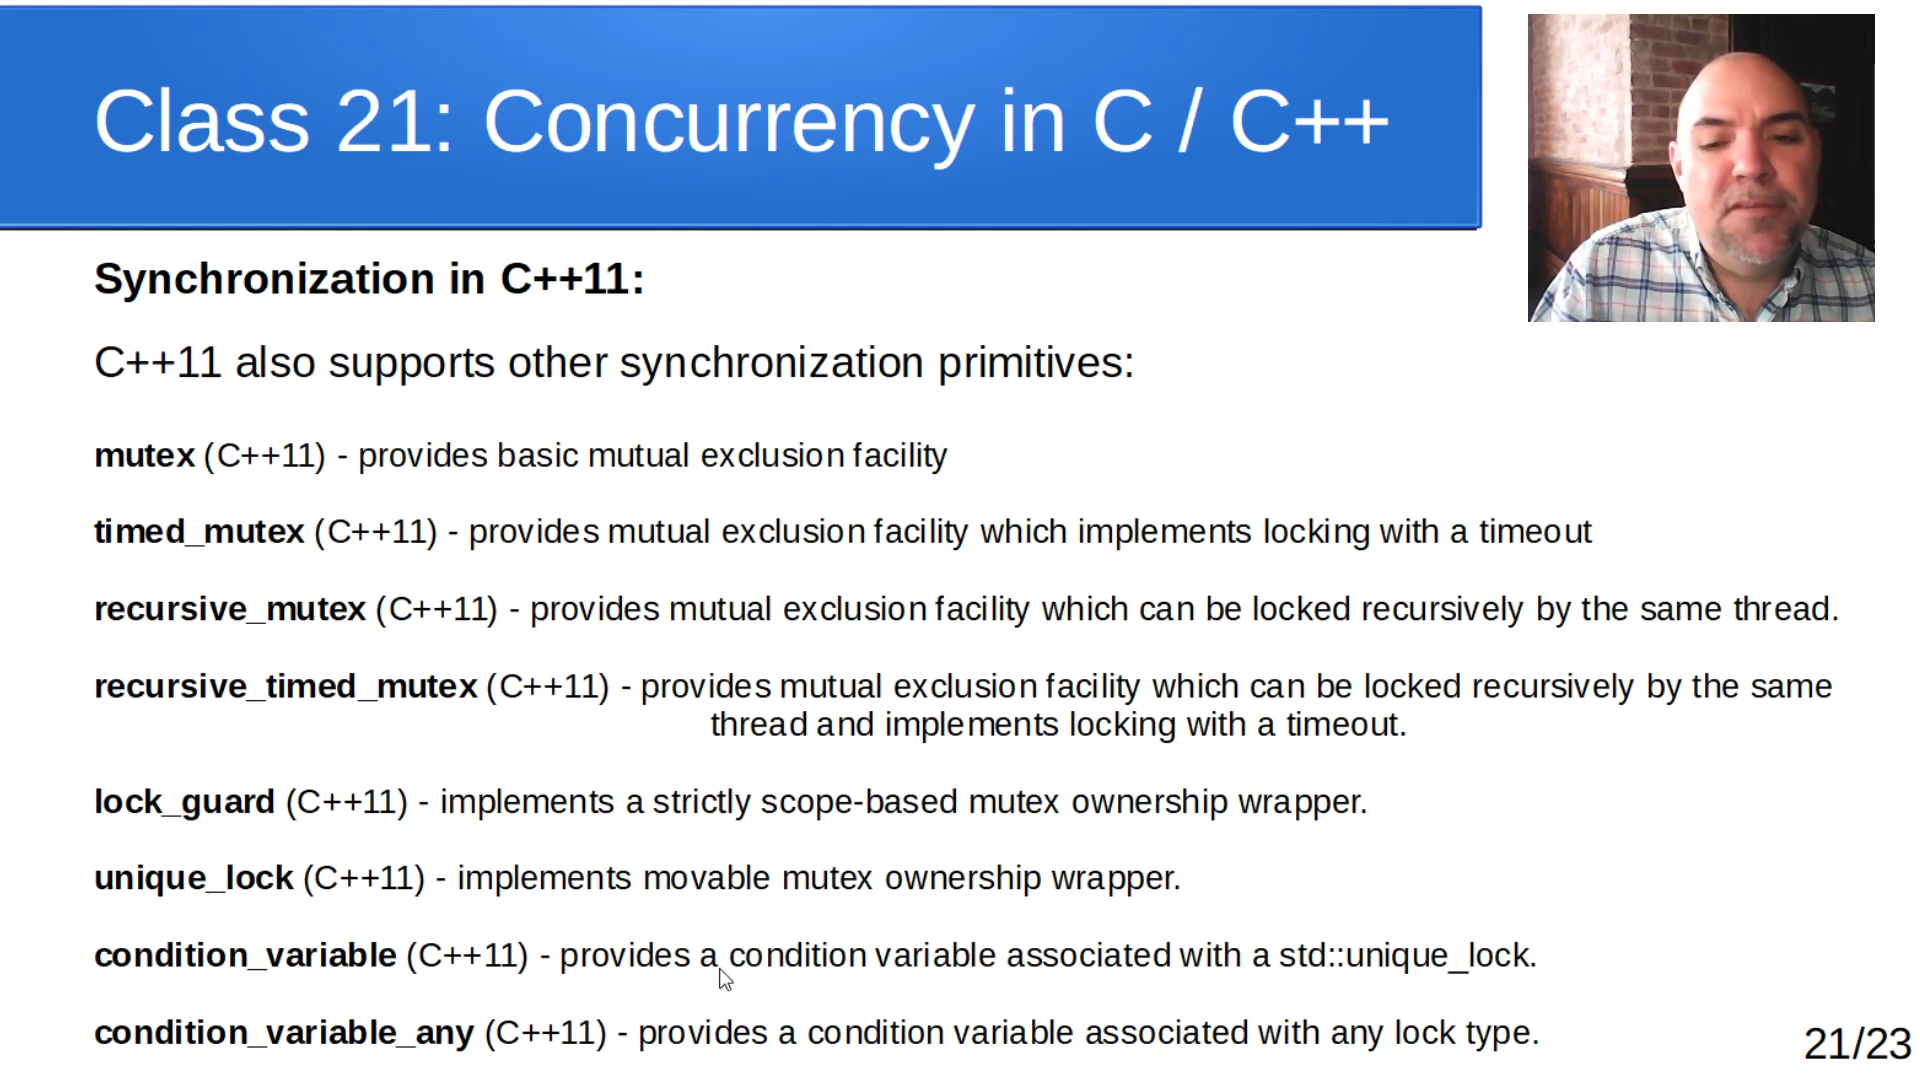 Class 21: Concurrency in C / C++
Synchronization in C++11:
C++11 also supports other synchronization primitives:
mutex (C++11) - provides basic mutual exclusion facility
timed_mutex (C++11) - provides mutual exclusion facility which implements locking with a timeout
recursive_mutex (C++11) - provides mutual exclusion facility which can be locked recursively by the same thread.
recursive_timed_mutex (C++11) - provides mutual exclusion facility which can be locked recursively by the same
thread and implements locking with a timeout.
lock_guard (C++11) - implements a strictly scope-based mutex ownership wrapper.
unique_lock (C++11) - implements movable mutex ownership wrapper.
condition_variable (C++11) - provides a condition variable associated with a std::unique_lock.
condition_variable_any (C++11) - provides a condition variable associated with any lock type.
21/23